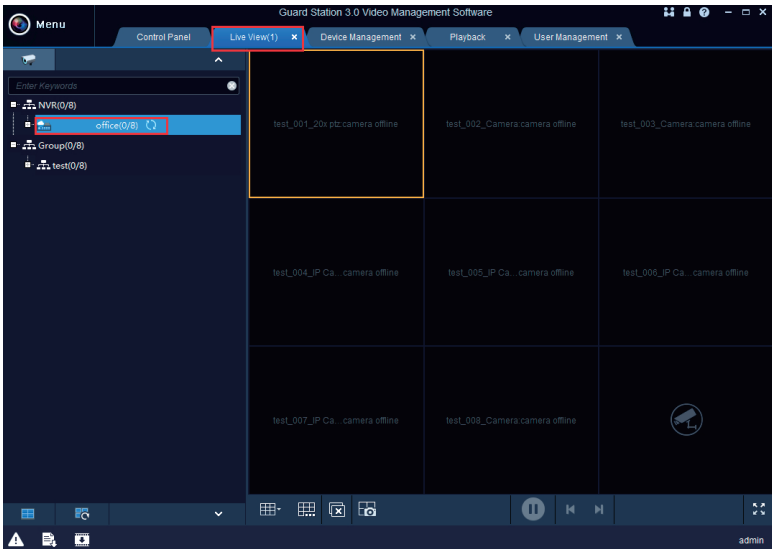 Guard Station 3.0 Video Management Software
Menu
Control Panel
Live View(1) ×
Device Management ×
Playback ×
User Management ×
Enter Keywords
NVR(0/8)
office(0/8)
Group(0/8)
test(0/8)
test_001_20x ptz:camera offline
test_002_Camera:camera offline
test_003_Camera:camera offline
test_004_IP Ca...camera offline
test_005_IP Ca...camera offline
test_006_IP Ca...camera offline
test_007_IP Ca...camera offline
test_008_Camera:camera offline
admin